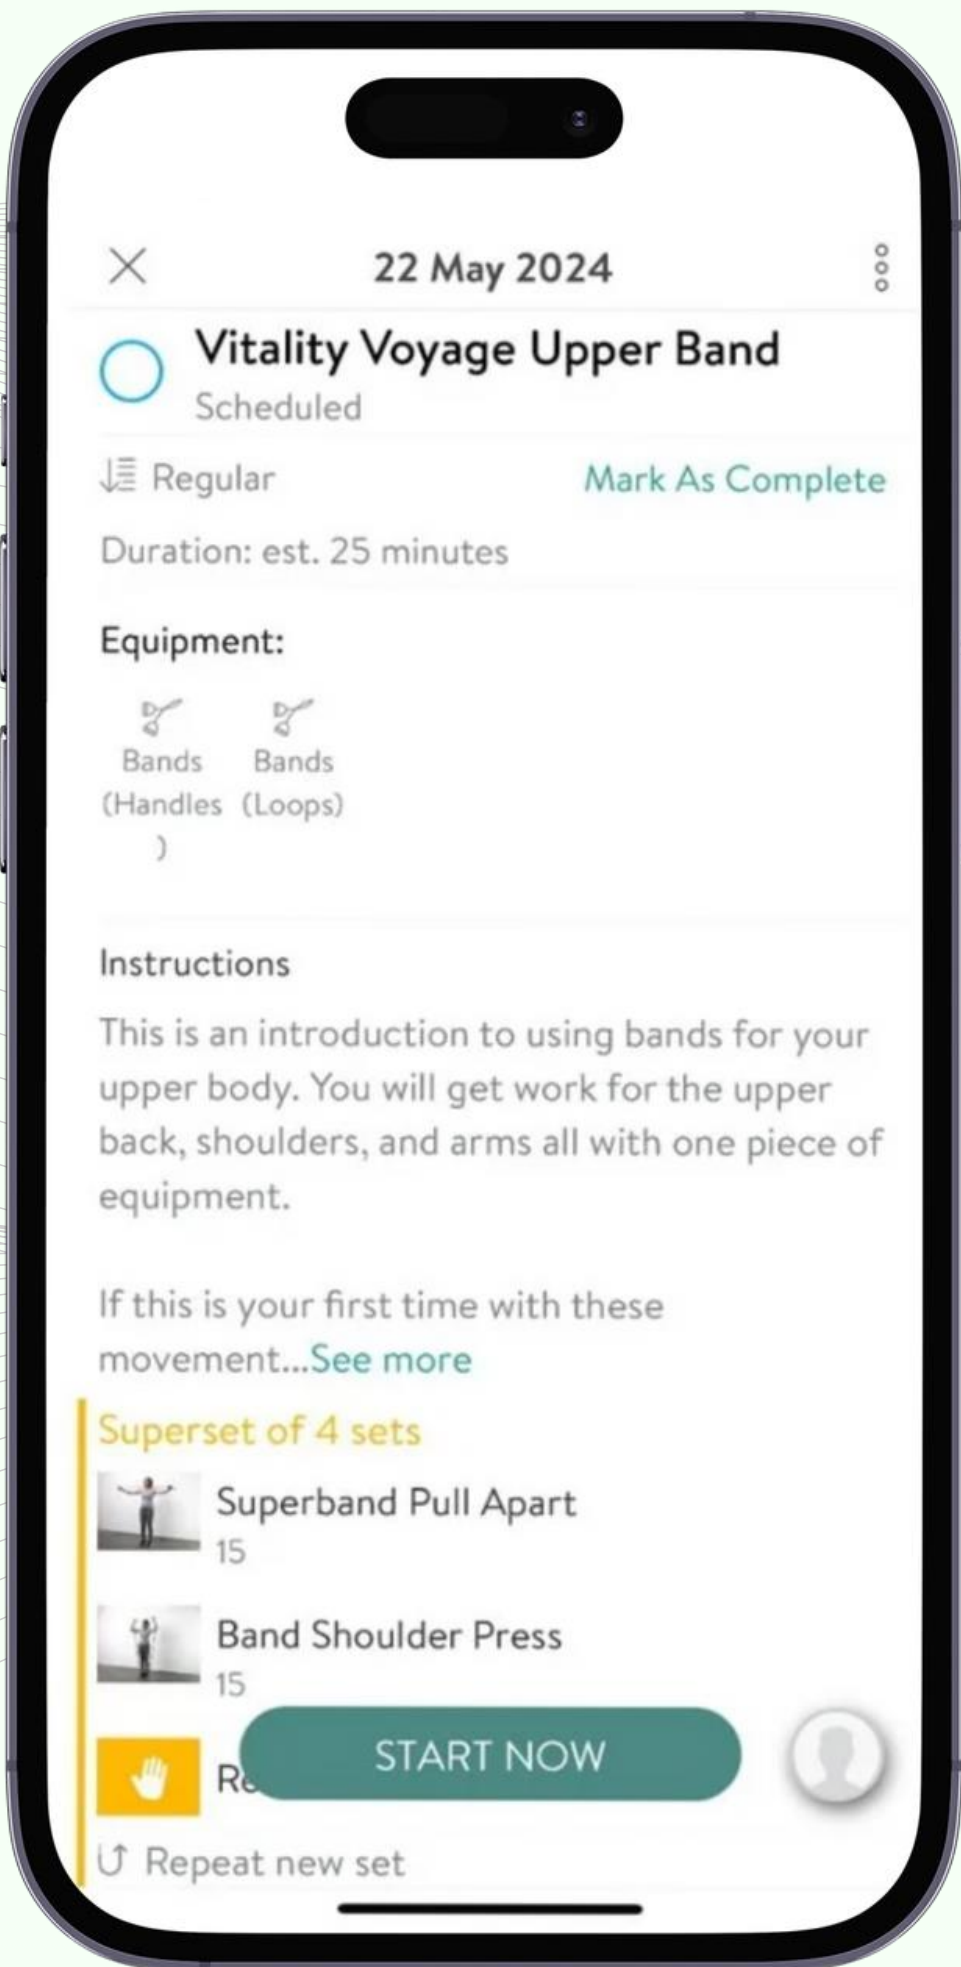 22 May 2024
Vitality Voyage Upper Band
Scheduled
Regular
Mark As Complete
Duration: est. 25 minutes
Equipment:
Bands
(Handles
)
Bands
(Loops)
Instructions
This is an introduction to using bands for your
upper body. You will get work for the upper
back, shoulders, and arms all with one piece of
equipment.
If this is your first time with these
movement...See more
Superset of 4 sets
Superband Pull Apart
15
Band Shoulder Press
15
START NOW
Repeat new set